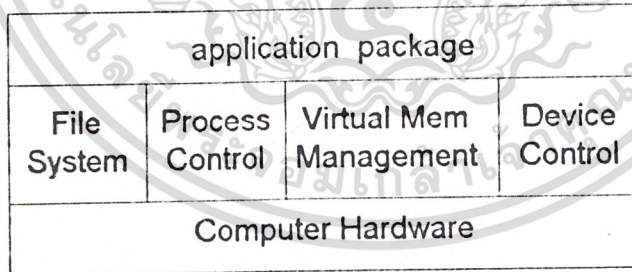 application package
File System
Process Control
Virtual Mem Management
Device Control
Computer Hardware